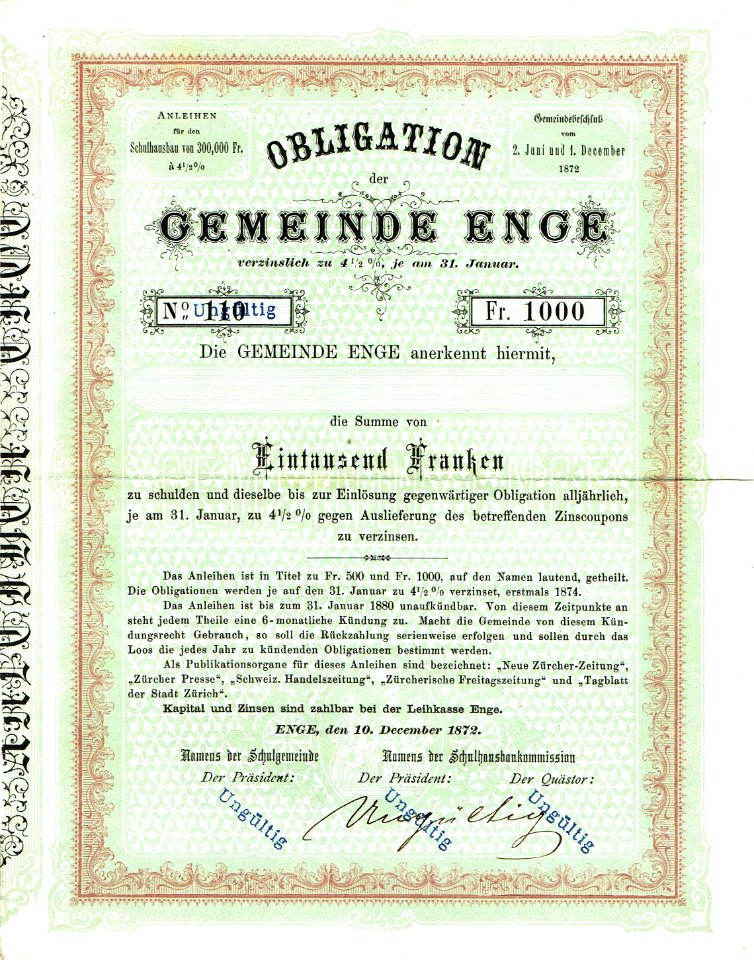 ANLEIHEN
für den
Schulhausbau von 300,000 Fr.
à 4 1/2 %
Gemeindebeschluß
vom
2. Juni und 1. December
1872
OBLIGATION
der
GEMEINDE ENGE
verzinslich zu 4 1/2 %, je am 31. Januar.
No. 110
Ungültig
Fr. 1000
Die GEMEINDE ENGE anerkennt hiermit,
die Summe von
Eintausend Franken
zu schulden und dieselbe bis zur Einlösung gegenwärtiger Obligation alljährlich,
je am 31. Januar, zu 4 1/2 % gegen Auslieferung des betreffenden Zinscoupons
zu verzinsen.
Das Anleihen ist in Titel zu Fr. 500 und Fr. 1000, auf den Namen lautend, getheilt.
Die Obligationen werden je auf den 31. Januar zu 4 1/2 % verzinset, erstmals 1874.
Das Anleihen ist bis zum 31. Januar 1880 unaufkündbar. Von diesem Zeitpunkte an
steht jedem Theile eine 6-monatliche Kündung zu. Macht die Gemeinde von diesem Kün-
dungsrecht Gebrauch, so soll die Rückzahlung serienweise erfolgen und sollen durch das
Loos die jedes Jahr zu kündenden Obligationen bestimmt werden.
Als Publikationsorgane für dieses Anleihen sind bezeichnet: „Neue Zürcher-Zeitung“,
„Zürcher Presse“, „Schweiz. Handelszeitung“, „Zürcherische Freitagszeitung“ und „Tagblatt
der Stadt Zürich“.
Kapital und Zinsen sind zahlbar bei der Leihkasse Enge.
ENGE, den 10. December 1872.
Namens der Schulgemeinde
Namens der Schulhausbaukommission
Der Präsident:
Der Präsident:
Der Quästor:
Ungültig
Ungültig
Ungültig
Ungültig